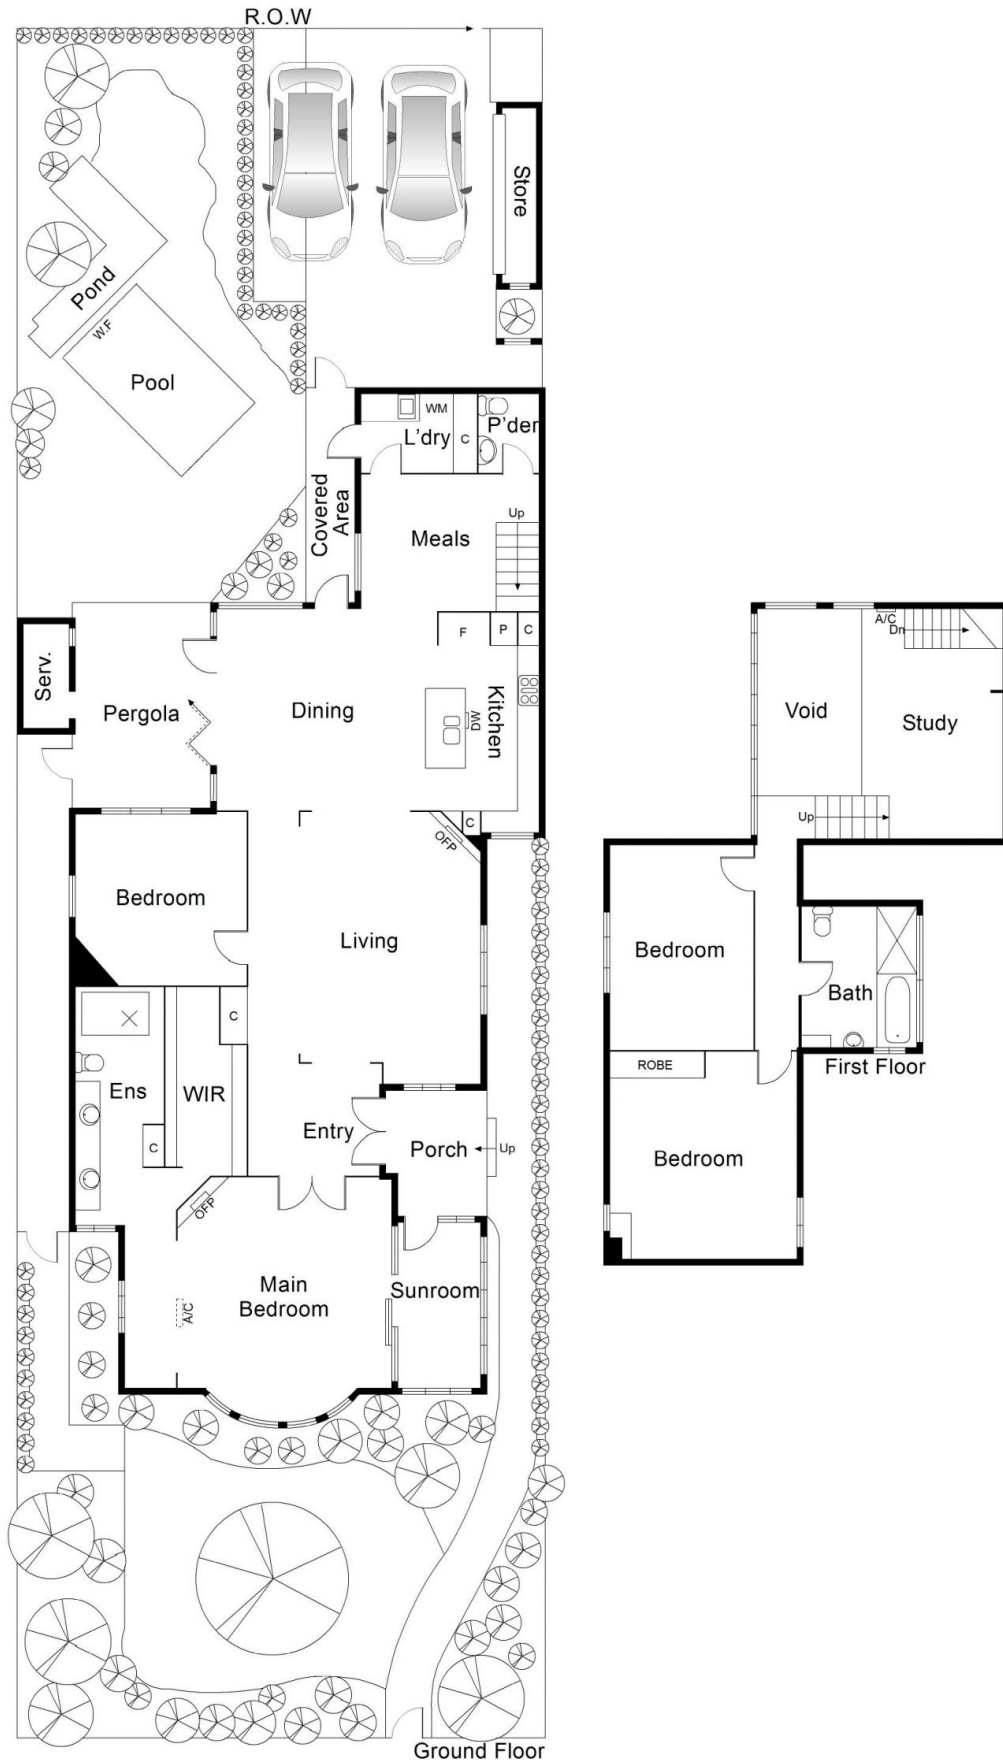 R.O.W
Store
Pond
W.F
Pool
WM
L'dry
C
P'der
Covered
Area
Meals
Up
F
P
C
Serv.
Pergola
Dining
DW
Kitchen
C
OFP
Bedroom
Living
C
Ens
WIR
C
Entry
Porch
Up
OFP
Main
Bedroom
A/C
Sunroom
Ground Floor
A/C
Dn
Void
Study
Up
Bedroom
Bath
First Floor
ROBE
Bedroom